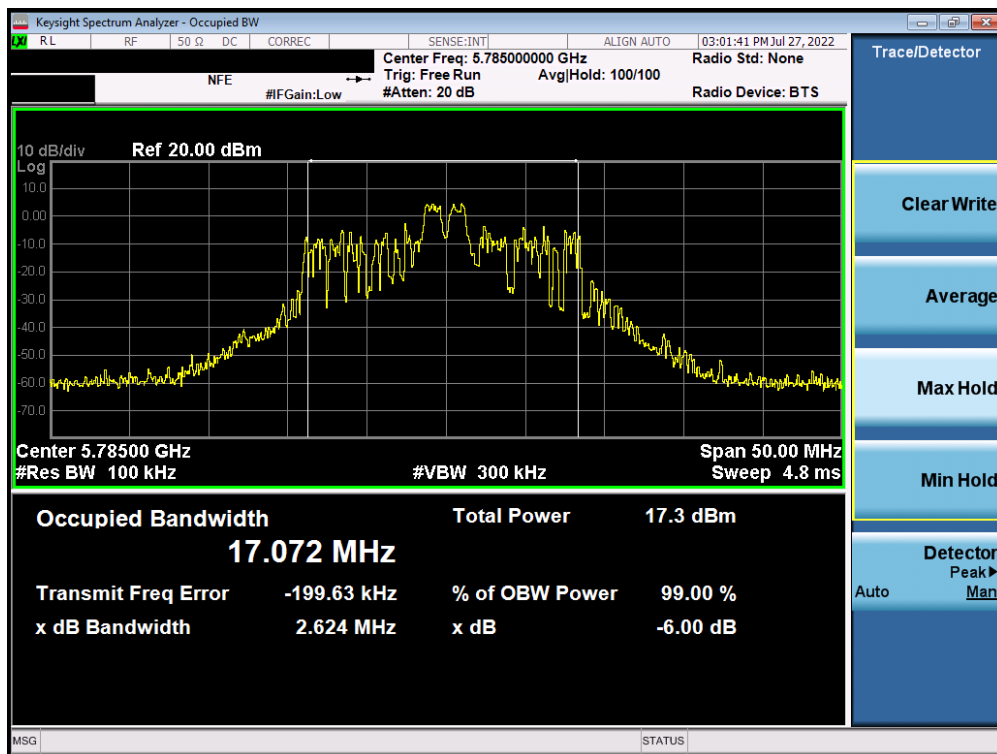 Keysight Spectrum Analyzer - Occupied BW
LXI RL RF 50 Ω DC CORREC SENSE:INT ALIGN AUTO 03:01:41 PM Jul 27, 2022
Center Freq: 5.785000000 GHz Radio Std: None
NFE Trig: Free Run Avg|Hold: 100/100
#IFGain:Low #Atten: 20 dB Radio Device: BTS
10 dB/div Ref 20.00 dBm
Log
10.0
0.00
-10.0
-20.0
-30.0
-40.0
-50.0
-60.0
-70.0
Center 5.78500 GHz Span 50.00 MHz
#Res BW 100 kHz #VBW 300 kHz Sweep 4.8 ms
Occupied Bandwidth Total Power 17.3 dBm
17.072 MHz
Transmit Freq Error -199.63 kHz % of OBW Power 99.00 %
x dB Bandwidth 2.624 MHz x dB -6.00 dB
MSG STATUS
Trace/Detector
Clear Write
Average
Max Hold
Min Hold
Detector
Peak▶
Auto Man